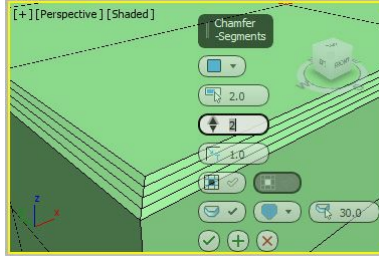 [+] [Perspective ] [Shaded]
Chamfer
-Segments
2.0
2
1.0
30.0
z
x